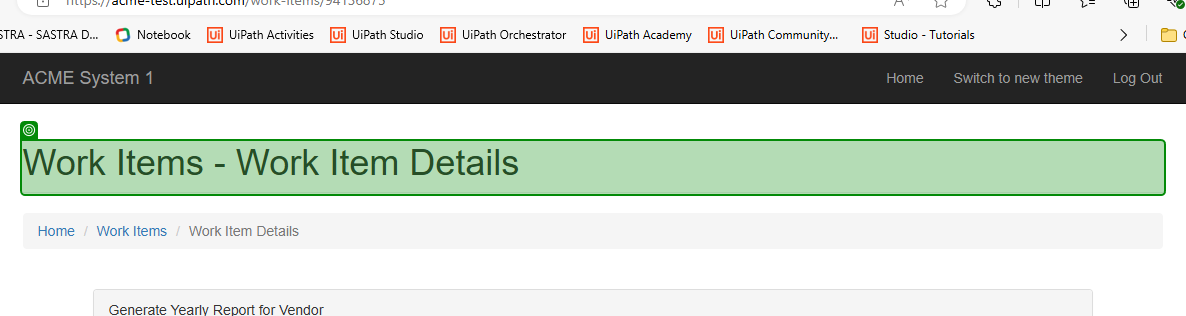 https://acme-test.uipath.com/work-items/94136875
STRA - SASTRA D... Notebook UiPath Activities UiPath Studio UiPath Orchestrator UiPath Academy UiPath Community... Studio - Tutorials
ACME System 1 Home Switch to new theme Log Out
Work Items - Work Item Details
Home / Work Items / Work Item Details
Generate Yearly Report for Vendor